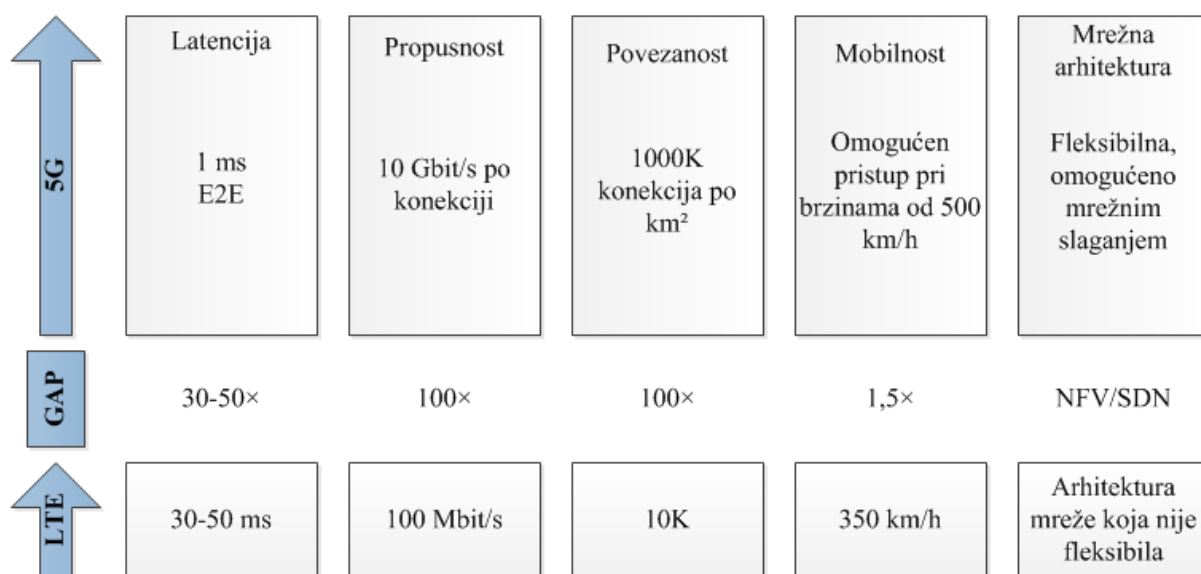 5G
Latencija
1 ms
E2E
Propusnost
10 Gbit/s po
konekciji
Povezanost
1000K
konekcija po
km²
Mobilnost
Omogućen
pristup pri
brzinama od 500
km/h
Mrežna
arhitektura
Fleksibilna,
omogućeno
mrežnim
slaganjem
GAP
30-50×
100×
100×
1,5×
NFV/SDN
LTE
30-50 ms
100 Mbit/s
10K
350 km/h
Arhitektura
mreže koja nije
fleksibila